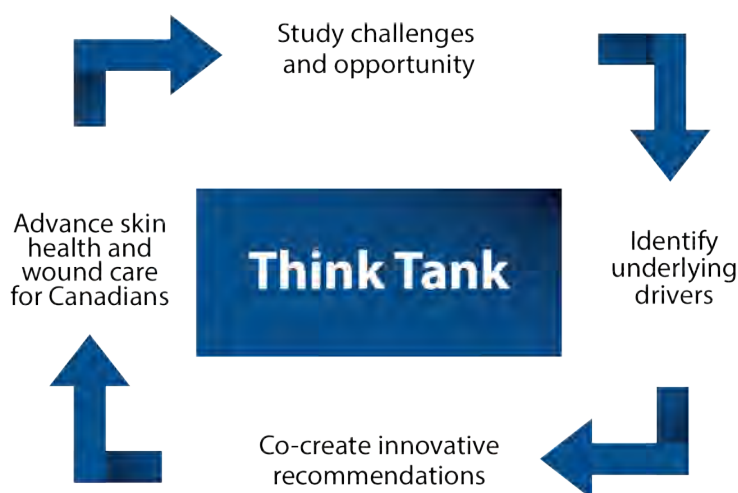 Study challenges
and opportunity
Identify
underlying
drivers
Co-create innovative
recommendations
Advance skin
health and
wound care
for Canadians
Think Tank